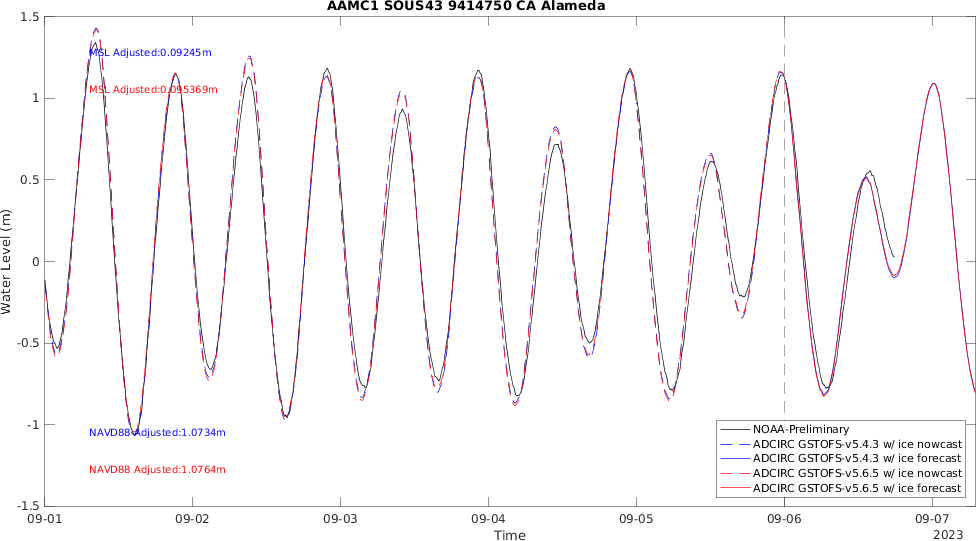 AAMC1 SOUS43 9414750 CA Alameda
1.5
MSL Adjusted:0.09245m
1
MSL Adjusted:0.095369m
0.5
Water Level (m)
0
-0.5
-1
NAVD88 Adjusted:1.0734m
NAVD88 Adjusted:1.0764m
-1.5
NOAA-Preliminary
ADCIRC GSTOFS-v5.4.3 w/ ice nowcast
ADCIRC GSTOFS-v5.4.3 w/ ice forecast
ADCIRC GSTOFS-v5.6.5 w/ ice nowcast
ADCIRC GSTOFS-v5.6.5 w/ ice forecast
09-01 09-02 09-03 09-04 09-05 09-06 09-07
Time
2023